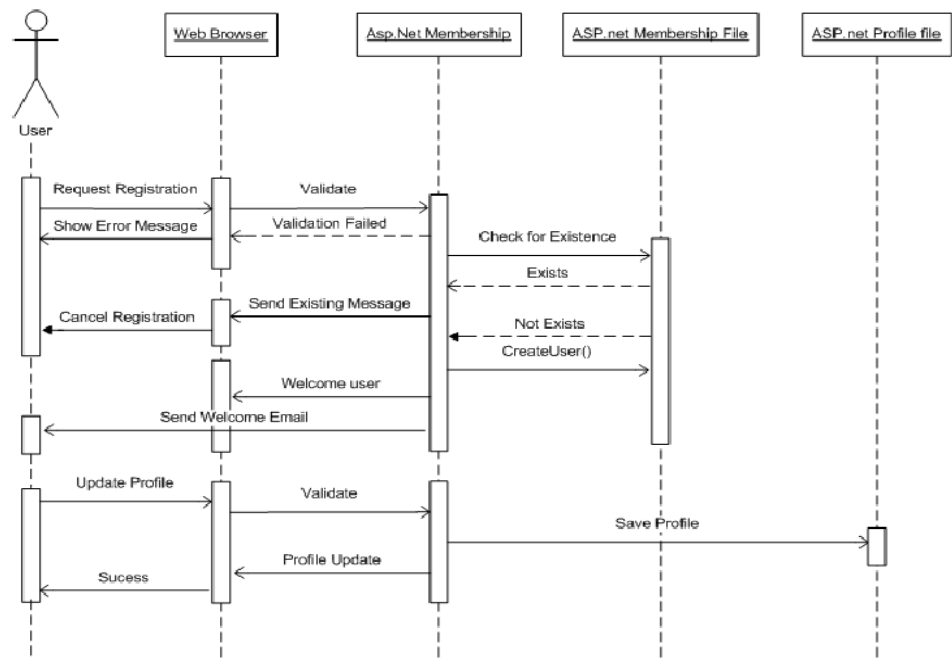 Web Browser
Asp.Net Membership
ASP.net Membership File
ASP.net Profile file
User
Request Registration
Validate
Show Error Message
Validation Failed
Check for Existence
Exists
Send Existing Message
Cancel Registration
Not Exists
CreateUser()
Welcome user
Send Welcome Email
Update Profile
Validate
Save Profile
Profile Update
Sucess